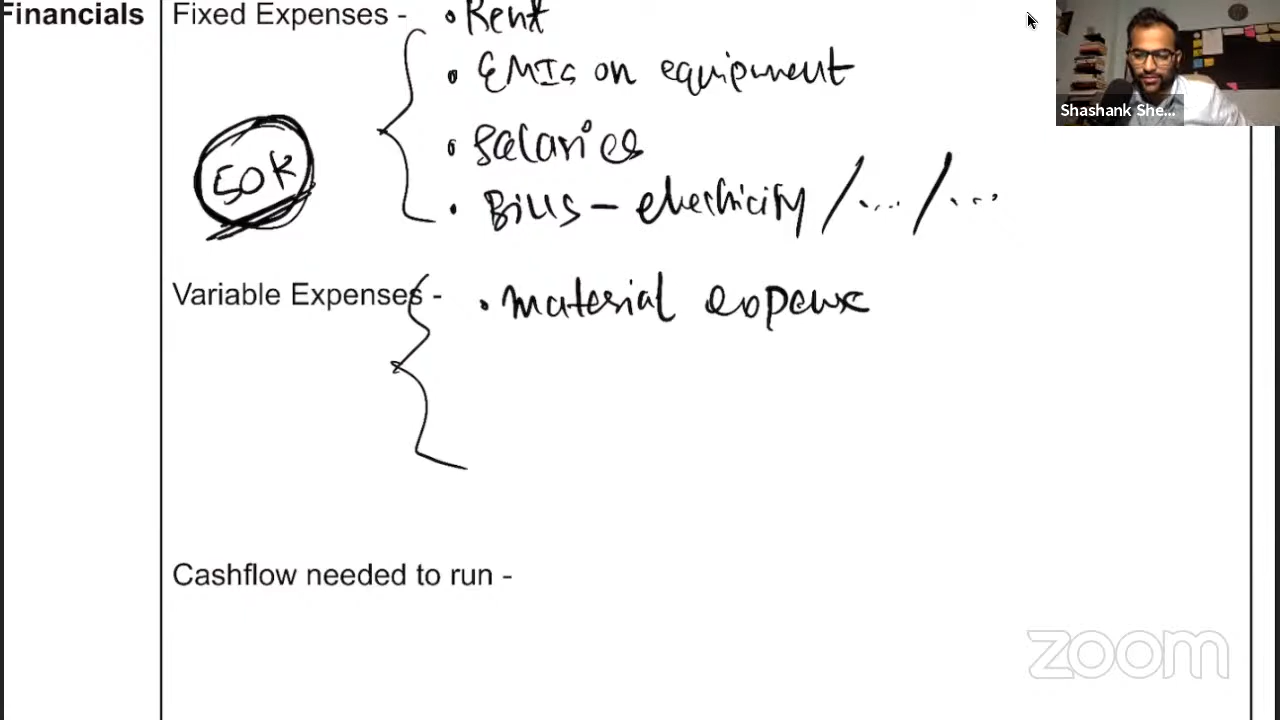 Financials
Fixed Expenses -
• Rent
• EMIs on equipment
• Salaries
50K
• Bills - electricity /.... /....
Variable Expenses -
• material expense
Cashflow needed to run -
Shashank She...
zoom